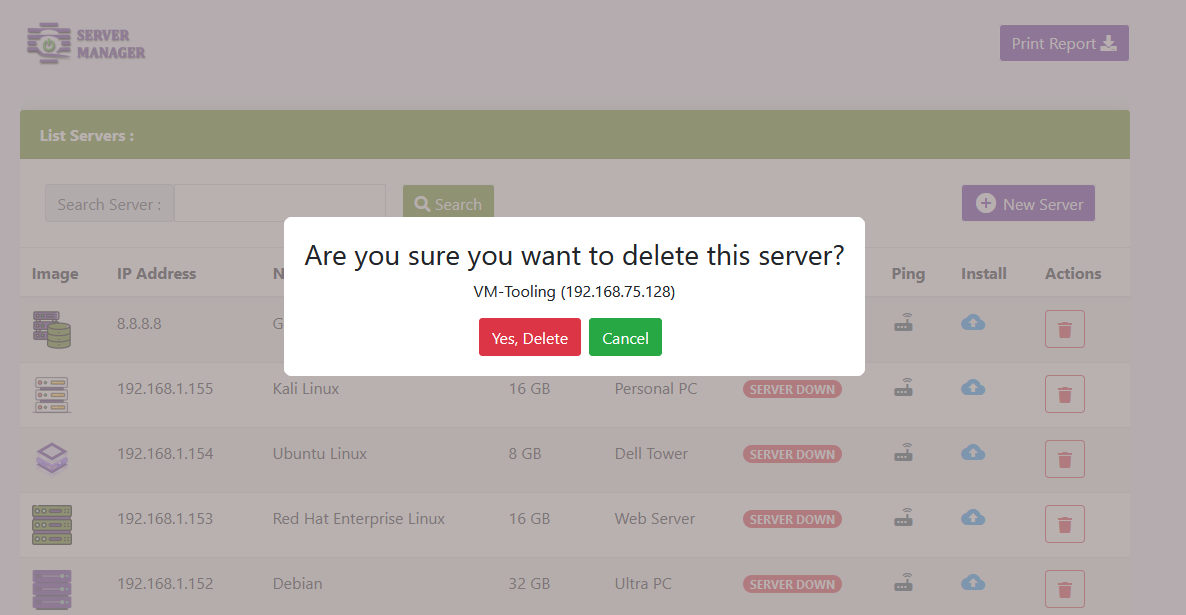 SERVER
MANAGER
Print Report
List Servers :
Search Server :
Search
New Server
Are you sure you want to delete this server?
VM-Tooling (192.168.75.128)
Yes, Delete
Cancel
Image IP Address Ping Install Actions
8.8.8.8
192.168.1.155 Kali Linux 16 GB Personal PC SERVER DOWN
192.168.1.154 Ubuntu Linux 8 GB Dell Tower SERVER DOWN
192.168.1.153 Red Hat Enterprise Linux 16 GB Web Server SERVER DOWN
192.168.1.152 Debian 32 GB Ultra PC SERVER DOWN